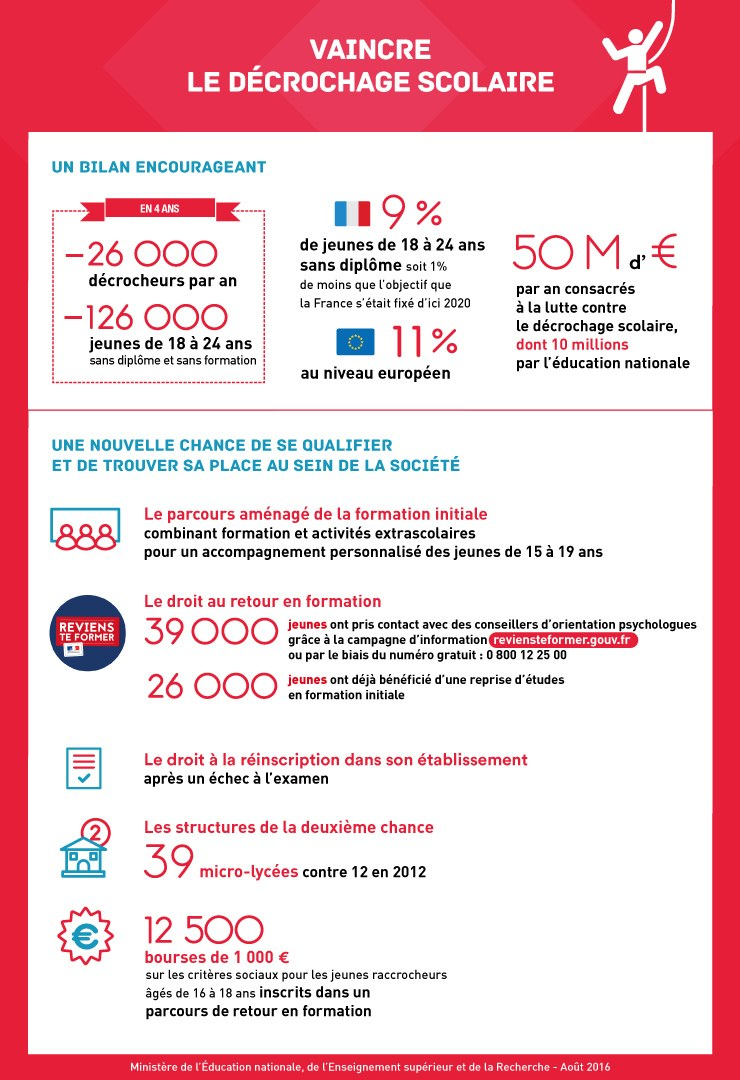 VAINCRE
LE DÉCROCHAGE SCOLAIRE
UN BILAN ENCOURAGEANT
EN 4 ANS
–26 000
décrocheurs par an
–126 000
jeunes de 18 à 24 ans
sans diplôme et sans formation
9 %
de jeunes de 18 à 24 ans
sans diplôme soit 1%
de moins que l'objectif que
la France s'était fixé d'ici 2020
11%
au niveau européen
50 M d' €
par an consacrés
à la lutte contre
le décrochage scolaire,
dont 10 millions
par l'éducation nationale
UNE NOUVELLE CHANCE DE SE QUALIFIER
ET DE TROUVER SA PLACE AU SEIN DE LA SOCIÉTÉ
Le parcours aménagé de la formation initiale
combinant formation et activités extrascolaires
pour un accompagnement personnalisé des jeunes de 15 à 19 ans
REVIENS
TE FORMER
Le droit au retour en formation
39 000
jeunes ont pris contact avec des conseillers d'orientation psychologues
grâce à la campagne d'information reviensteformer.gouv.fr
ou par le biais du numéro gratuit : 0 800 12 25 00
26 000
jeunes ont déjà bénéficié d'une reprise d'études
en formation initiale
Le droit à la réinscription dans son établissement
après un échec à l'examen
2
Les structures de la deuxième chance
39 micro-lycées contre 12 en 2012
€
12 500
bourses de 1 000 €
sur les critères sociaux pour les jeunes raccrocheurs
âgés de 16 à 18 ans inscrits dans un
parcours de retour en formation
Ministère de l'Éducation nationale, de l'Enseignement supérieur et de la Recherche - Août 2016